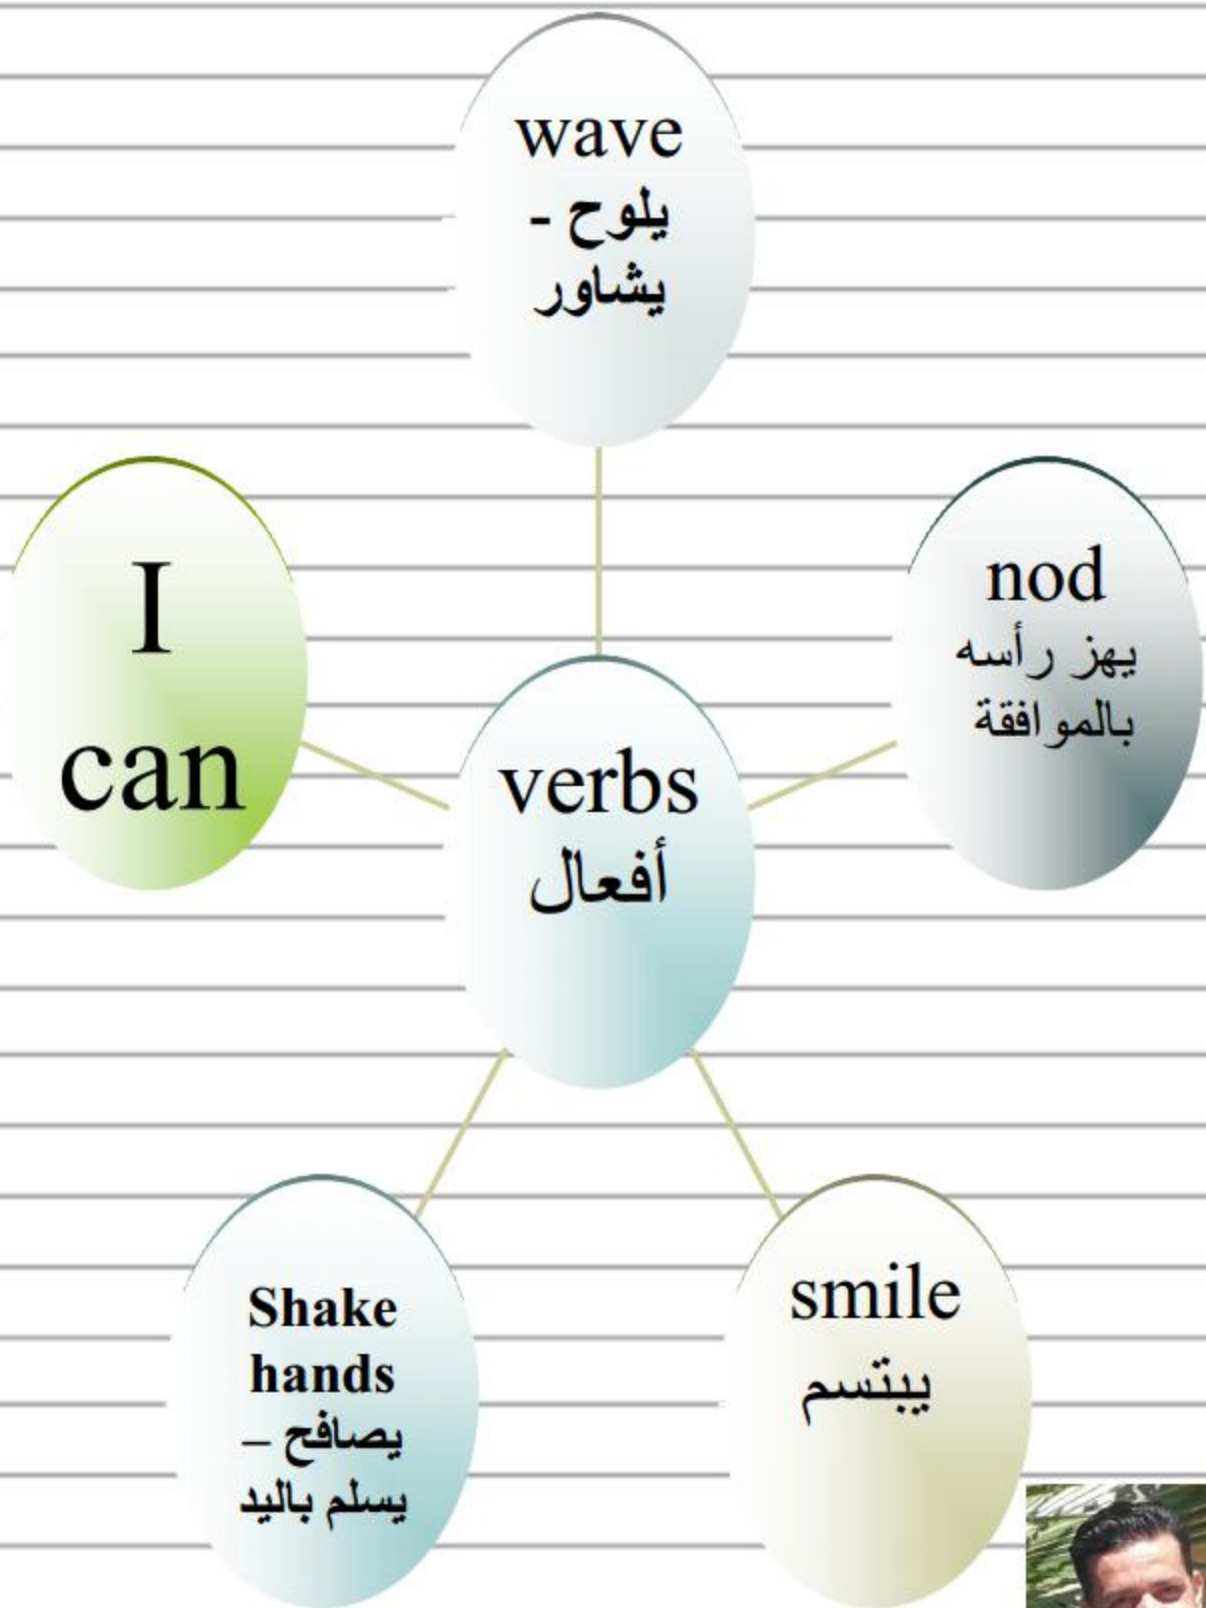 wave
يلوح -
يشاور
I
can
nod
يهز رأسه
بالموافقة
verbs
أفعال
Shake
hands
يصافح –
يسلم باليد
smile
يبتسم